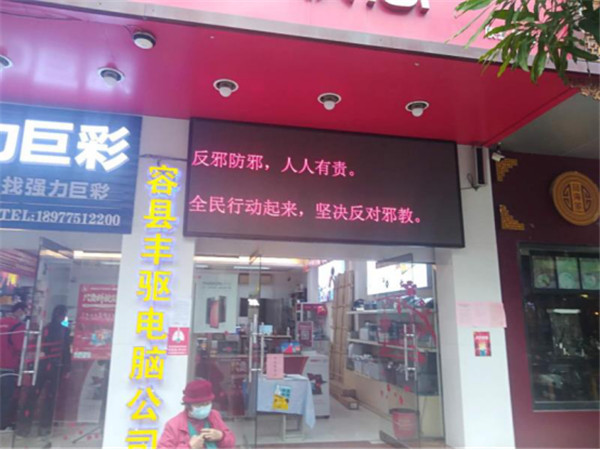 力巨彩
找强力巨彩
TEL:18977512200
容县丰驱电脑公司
反邪防邪，人人有责。
全民行动起来，坚决反对邪教。